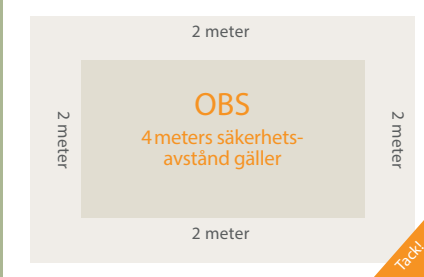 2 meter
OBS
4 meters säkerhets-
avstånd gäller
2 meter
2 meter
2 meter
Tack!